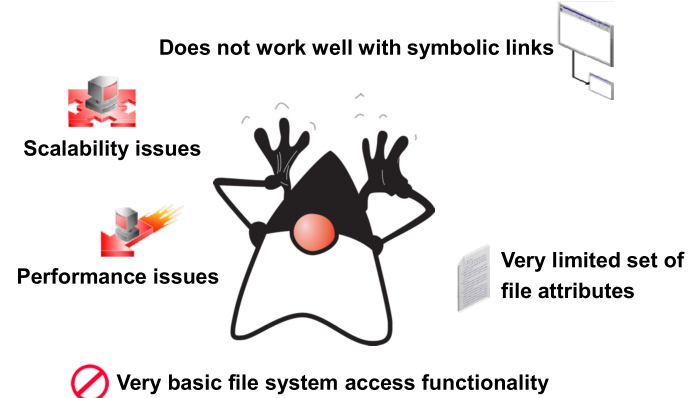 Does not work well with symbolic links
Scalability issues
Performance issues
Very limited set of
file attributes
Very basic file system access functionality